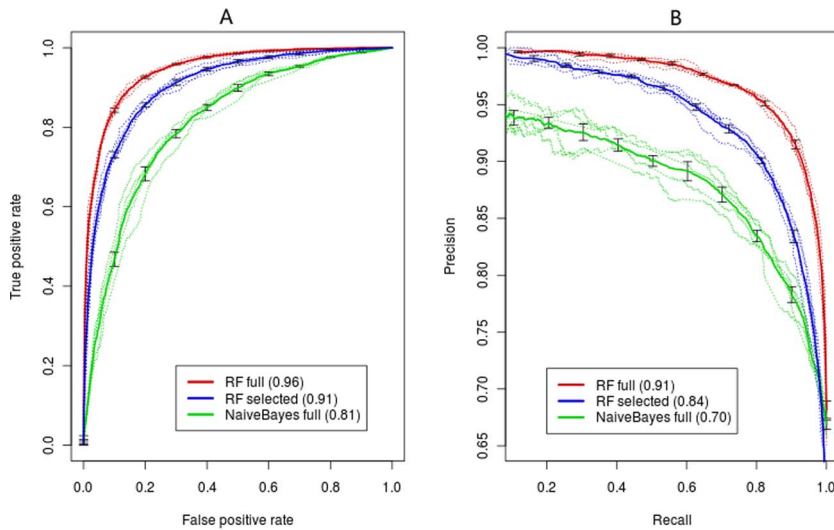 A
True positive rate
1.0
0.8
0.6
0.4
0.2
0.0
RF full (0.96)
RF selected (0.91)
NaiveBayes full (0.81)
0.0 0.2 0.4 0.6 0.8 1.0
False positive rate
B
Precision
1.00
0.95
0.90
0.85
0.80
0.75
0.70
0.65
RF full (0.91)
RF selected (0.84)
NaiveBayes full (0.70)
0.2 0.4 0.6 0.8 1.0
Recall